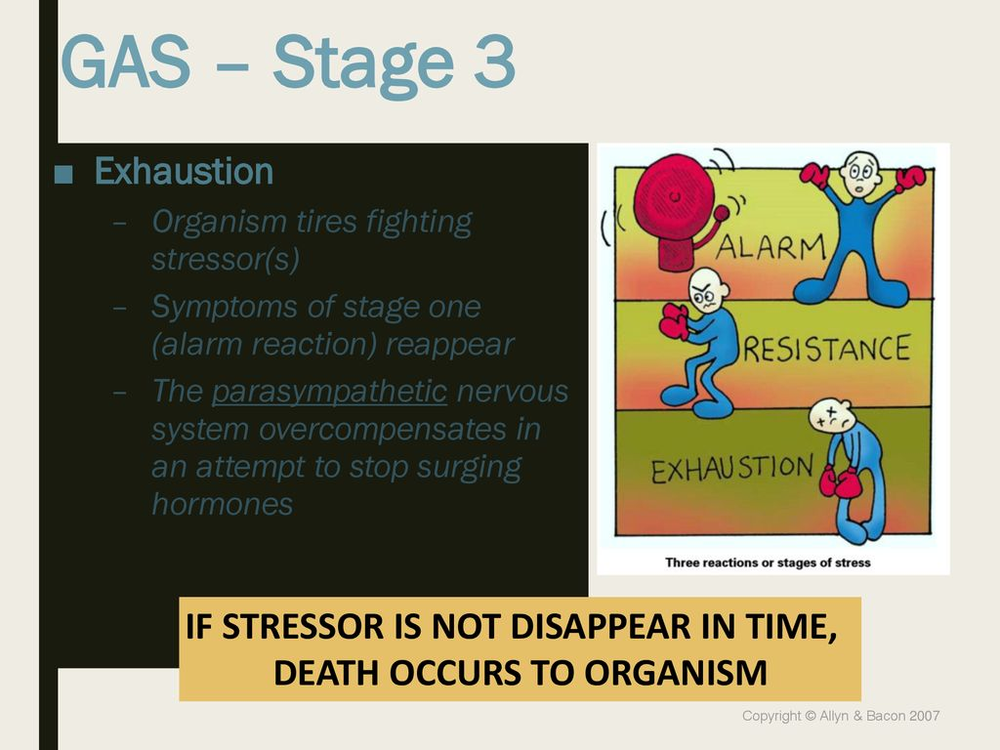 GAS – Stage 3
■ Exhaustion
– Organism tires fighting
stressor(s)
– Symptoms of stage one
(alarm reaction) reappear
– The parasympathetic nervous
system overcompensates in
an attempt to stop surging
hormones
ALARM
RESISTANCE
EXHAUSTION
Three reactions or stages of stress
IF STRESSOR IS NOT DISAPPEAR IN TIME,
DEATH OCCURS TO ORGANISM
Copyright © Allyn & Bacon 2007